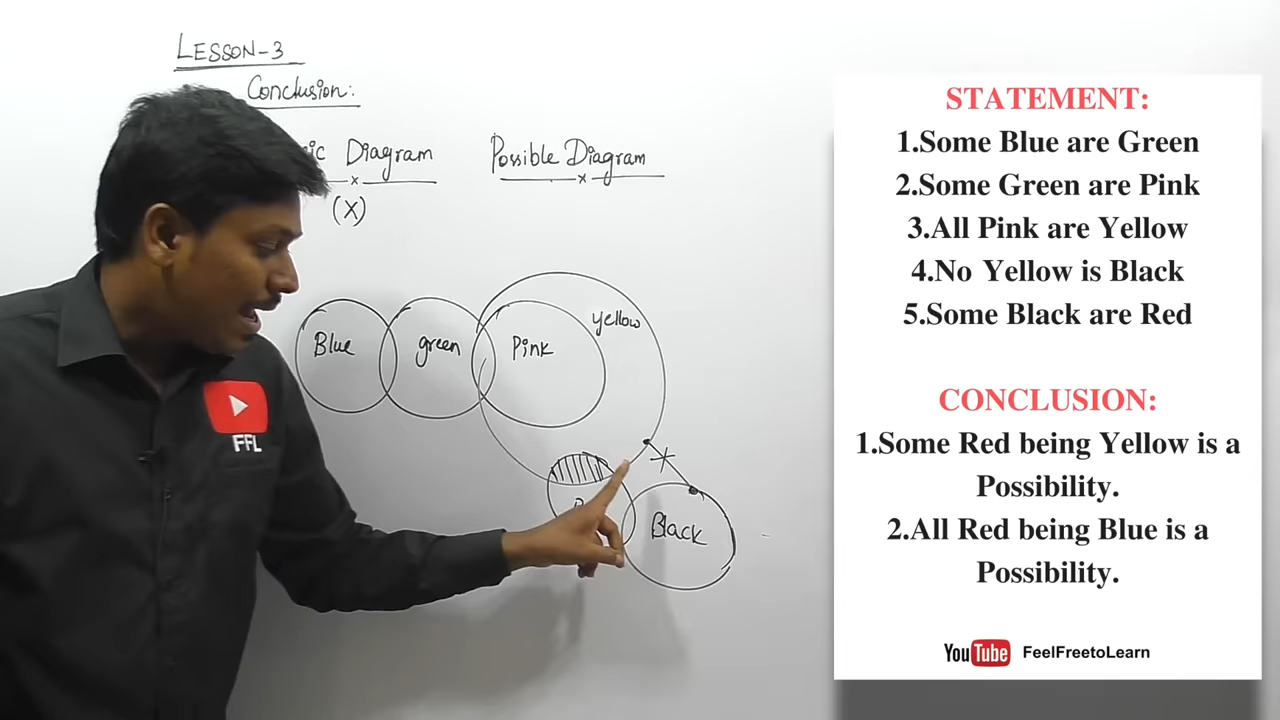 LESSON-3
Conclusion:
Diagram
Possible Diagram
(X)
Blue
green
Pink
yellow
Black
FFL
STATEMENT:
1.Some Blue are Green
2.Some Green are Pink
3.All Pink are Yellow
4.No Yellow is Black
5.Some Black are Red
CONCLUSION:
1.Some Red being Yellow is a
Possibility.
2.All Red being Blue is a
Possibility.
YouTube FeelFreetoLearn